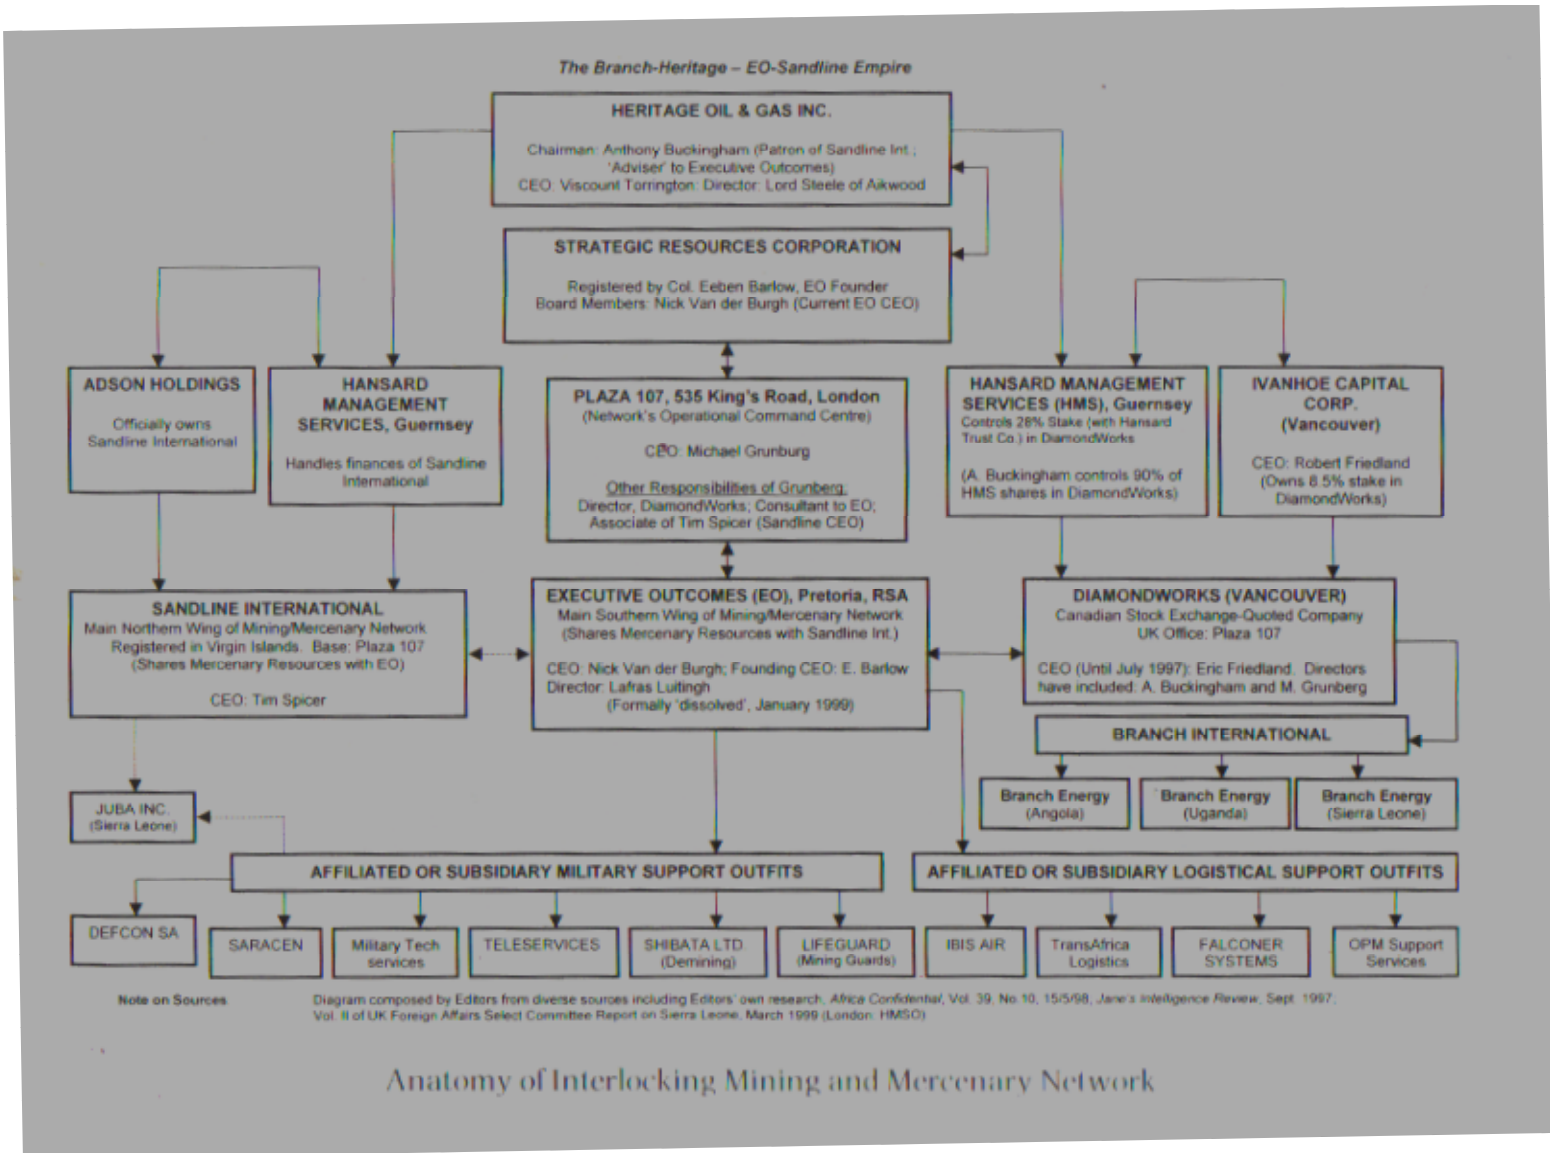 The Branch-Heritage – EO-Sandline Empire
HERITAGE OIL & GAS INC.
Chairman: Anthony Buckingham (Patron of Sandline Int.;
'Adviser' to Executive Outcomes)
CEO: Viscount Torrington: Director: Lord Steele of Aikwood
STRATEGIC RESOURCES CORPORATION
Registered by Col. Eeben Barlow, EO Founder
Board Members: Nick Van der Burgh (Current EO CEO)
ADSON HOLDINGS
Officially owns
Sandline International
HANSARD
MANAGEMENT
SERVICES, Guernsey
Handles finances of Sandline
International
PLAZA 107, 535 King's Road, London
(Network's Operational Command Centre)
CEO: Michael Grunburg
Other Responsibilities of Grunberg:
Director, DiamondWorks; Consultant to EO;
Associate of Tim Spicer (Sandline CEO)
HANSARD MANAGEMENT
SERVICES (HMS), Guernsey
Controls 28% Stake (with Hansard
Trust Co.) in DiamondWorks
(A. Buckingham controls 90% of
HMS shares in DiamondWorks)
IVANHOE CAPITAL
CORP.
(Vancouver)
CEO: Robert Friedland
(Owns 8.5% stake in
DiamondWorks)
SANDLINE INTERNATIONAL
Main Northern Wing of Mining/Mercenary Network
Registered in Virgin Islands. Base: Plaza 107
(Shares Mercenary Resources with EO)
CEO: Tim Spicer
EXECUTIVE OUTCOMES (EO), Pretoria, RSA
Main Southern Wing of Mining/Mercenary Network
(Shares Mercenary Resources with Sandline Int.)
CEO: Nick Van der Burgh; Founding CEO: E. Barlow
Director: Lafras Luitingh
(Formally 'dissolved', January 1999)
DIAMONDWORKS (VANCOUVER)
Canadian Stock Exchange-Quoted Company
UK Office: Plaza 107
CEO (Until July 1997): Eric Friedland. Directors
have included: A. Buckingham and M. Grunberg
BRANCH INTERNATIONAL
Branch Energy
(Angola)
Branch Energy
(Uganda)
Branch Energy
(Sierra Leone)
JUBA INC.
(Sierra Leone)
AFFILIATED OR SUBSIDIARY MILITARY SUPPORT OUTFITS
AFFILIATED OR SUBSIDIARY LOGISTICAL SUPPORT OUTFITS
DEFCON SA
SARACEN
Military Tech
services
TELESERVICES
SHIBATA LTD.
(Demining)
LIFEGUARD
(Mining Guards)
IBIS AIR
TransAfrica
Logistics
FALCONER
SYSTEMS
OPM Support
Services
Note on Sources
Diagram composed by Editors from diverse sources including Editors' own research, Africa Confidential, Vol. 39, No.10, 15/5/98, Jane's Intelligence Review, Sept. 1997;
Vol. II of UK Foreign Affairs Select Committee Report on Sierra Leone, March 1999 (London: HMSO)
Anatomy of Interlocking Mining and Mercenary Network